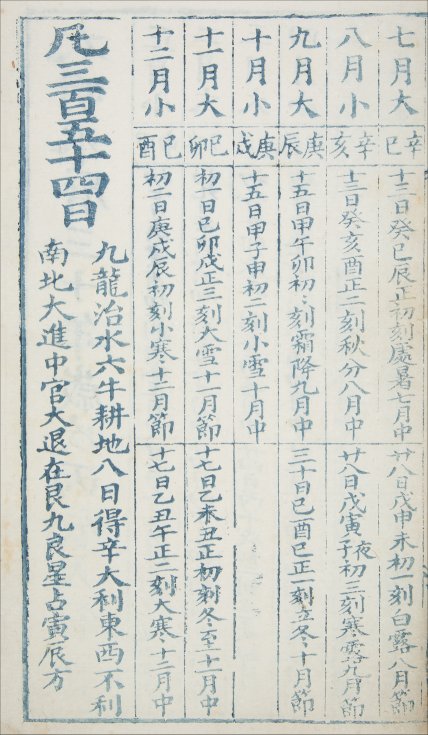 七月大
辛巳
十三日癸巳辰正初刻處暑七月中
廿八日戊申未初一刻白露八月節
八月小
辛亥
十三日癸亥酉正二刻秋分八月中
廿八日戊寅夜子初三刻寒露九月節
九月大
庚辰
十五日甲午卯初初刻霜降九月中
三十日己酉巳正一刻立冬十月節
十月小
庚戌
十五日甲子申初二刻小雪十月中
十一月大
己卯
初一日己卯戌正三刻大雪十一月節
十七日乙未丑正初刻冬至十一月中
十二月小
己酉
初二日庚戌辰初刻小寒十二月節
十七日乙丑午正二刻大寒十二月中
凡三百五十四日
九龍治水六牛耕地八日得辛大利東西不利
南北大進中官大退在艮九良星占寅辰方